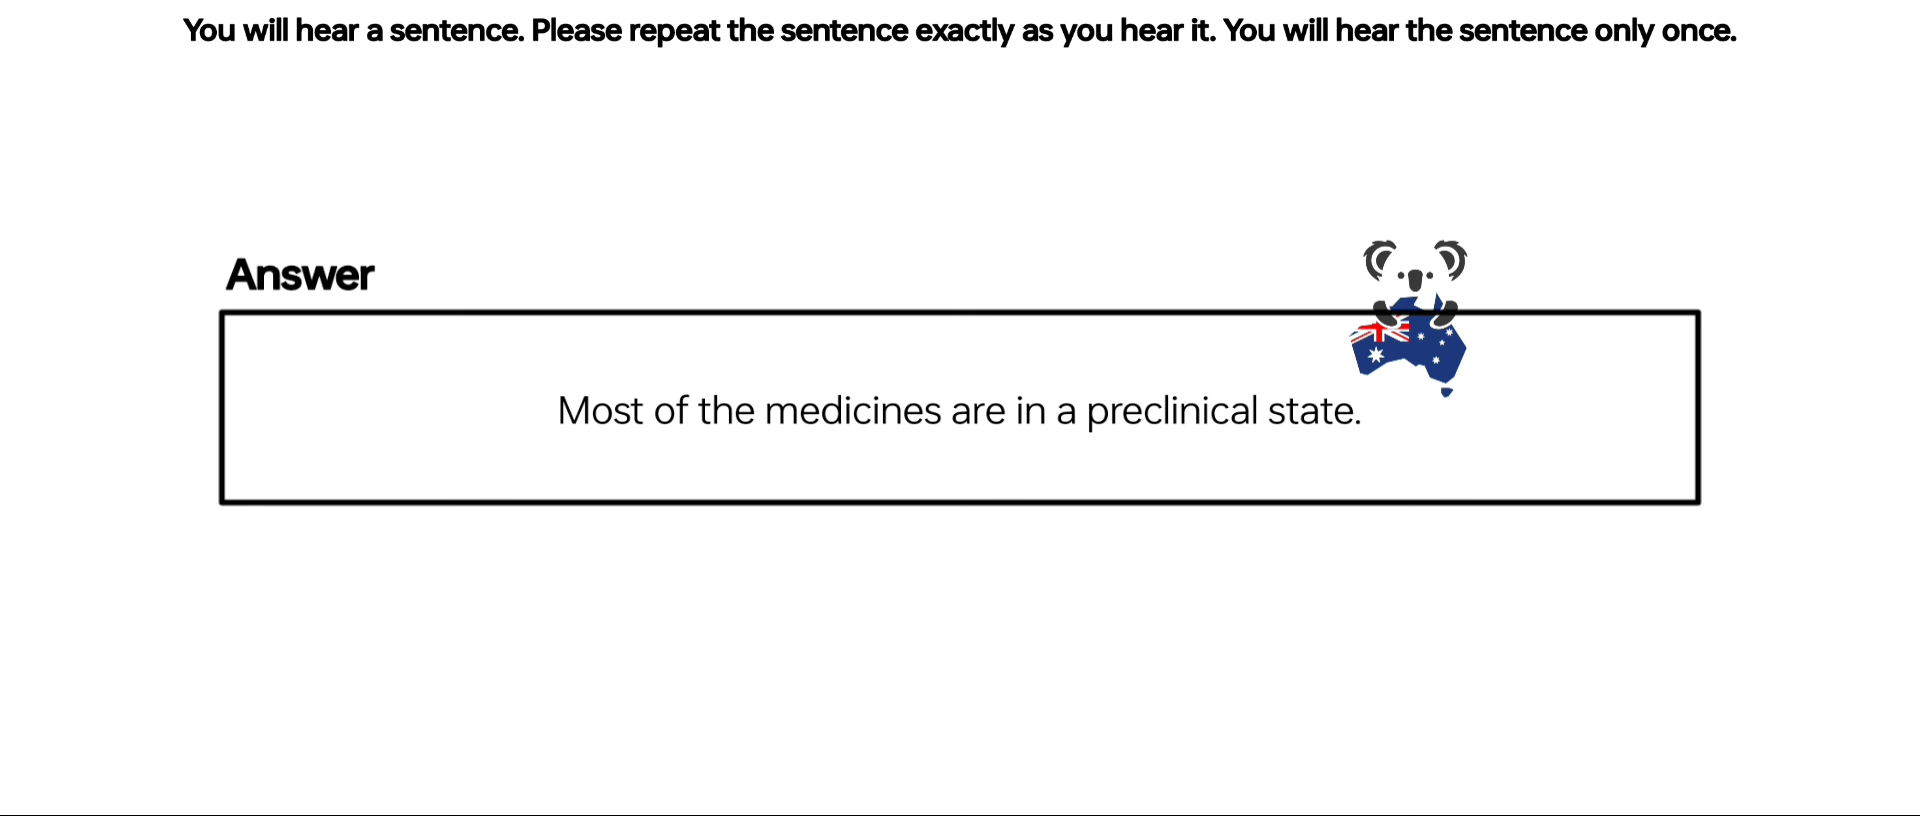 You will hear a sentence. Please repeat the sentence exactly as you hear it. You will hear the sentence only once.
Answer
Most of the medicines are in a preclinical state.